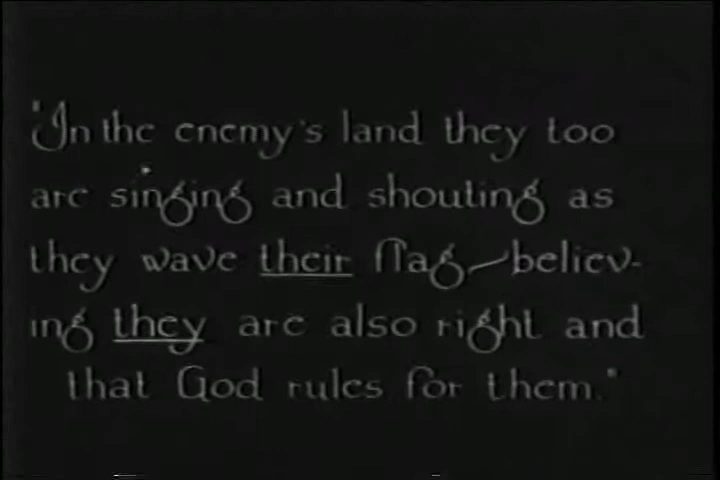 "In the enemy's land they too
are singing and shouting as
they wave their flag—believ-
ing they are also right and
that God rules for them."